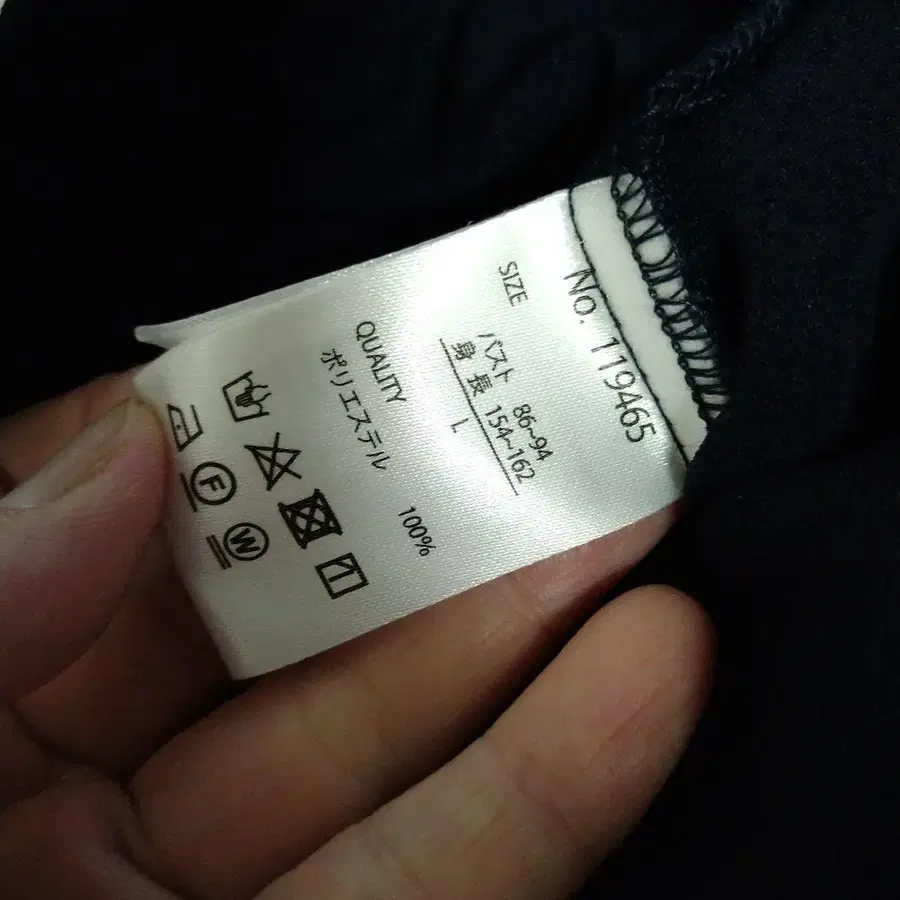 No. 119465
SIZE
バスト 86~94
身長 154~162
L
QUALITY
ポリエステル 100%
F
W